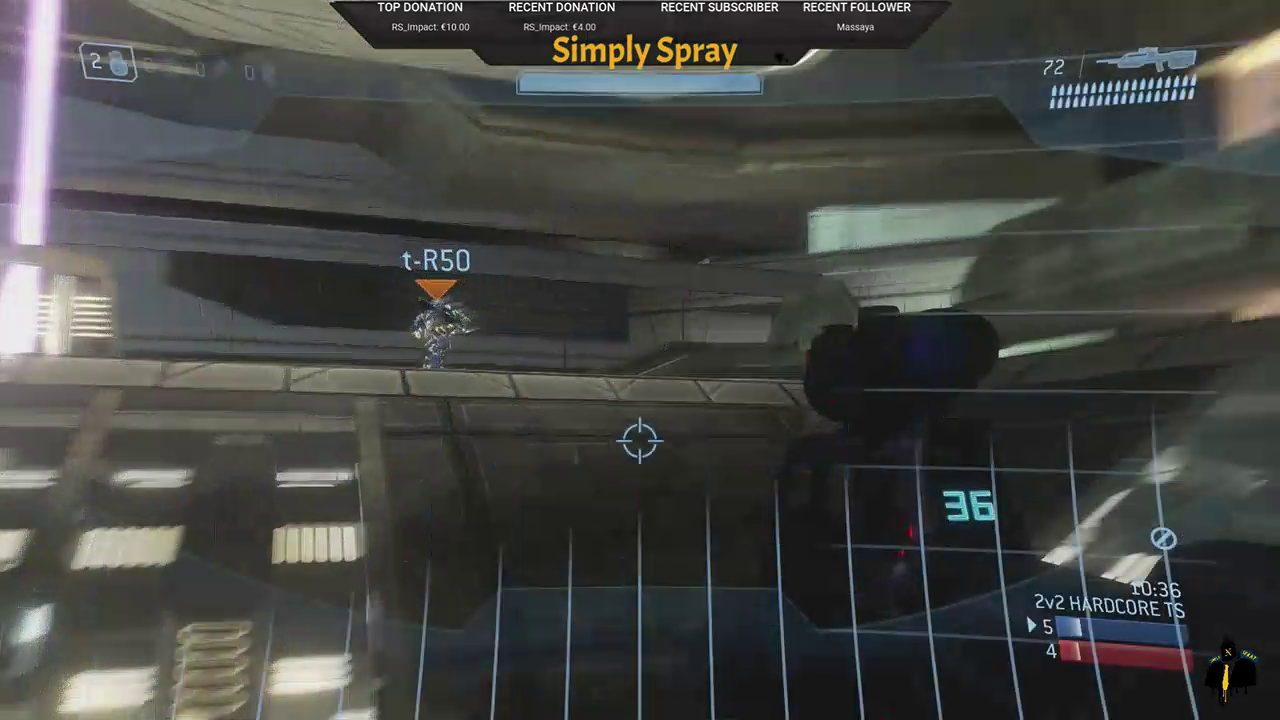 TOP DONATION RECENT DONATION RECENT SUBSCRIBER RECENT FOLLOWER
RS_Impact: €10.00 RS_Impact: €4.00 Massaya
Simply Spray
2
72
t-R50
36
10:36
2v2 HARDCORE TS
5
4